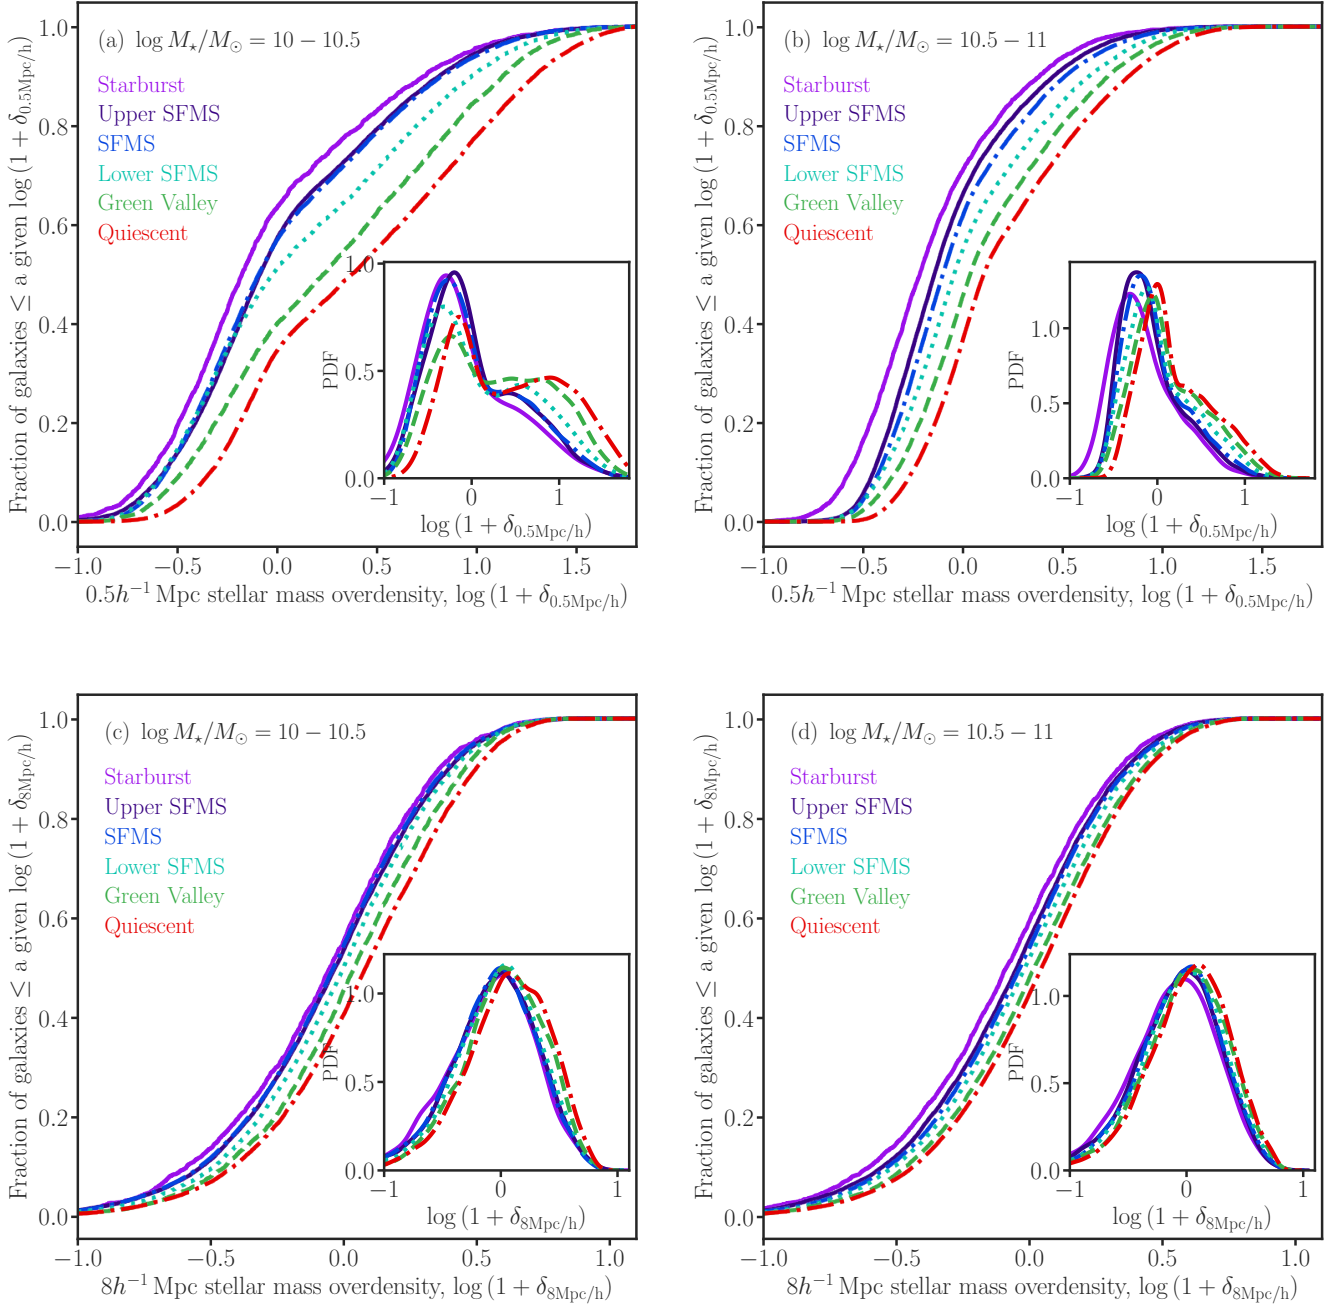 (a) log M⋆/M⊙ = 10 − 10.5
Starburst
Upper SFMS
SFMS
Lower SFMS
Green Valley
Quiescent
Fraction of galaxies ≤ a given log (1 + δ0.5Mpc/h)
1.0
0.8
0.6
0.4
0.2
0.0
−1.0 −0.5 0.0 0.5 1.0 1.5
0.5h−1 Mpc stellar mass overdensity, log (1 + δ0.5Mpc/h)
PDF
1.0
0.5
0.0
−1 0 1
log (1 + δ0.5Mpc/h)
(b) log M⋆/M⊙ = 10.5 − 11
Starburst
Upper SFMS
SFMS
Lower SFMS
Green Valley
Quiescent
Fraction of galaxies ≤ a given log (1 + δ0.5Mpc/h)
1.0
0.8
0.6
0.4
0.2
0.0
−1.0 −0.5 0.0 0.5 1.0 1.5
0.5h−1 Mpc stellar mass overdensity, log (1 + δ0.5Mpc/h)
PDF
1.0
0.5
0.0
−1 0 1
log (1 + δ0.5Mpc/h)
(c) log M⋆/M⊙ = 10 − 10.5
Starburst
Upper SFMS
SFMS
Lower SFMS
Green Valley
Quiescent
Fraction of galaxies ≤ a given log (1 + δ8Mpc/h)
1.0
0.8
0.6
0.4
0.2
0.0
−1.0 −0.5 0.0 0.5 1.0
8h−1 Mpc stellar mass overdensity, log (1 + δ8Mpc/h)
PDF
1.0
0.5
0.0
−1 0 1
log (1 + δ8Mpc/h)
(d) log M⋆/M⊙ = 10.5 − 11
Starburst
Upper SFMS
SFMS
Lower SFMS
Green Valley
Quiescent
Fraction of galaxies ≤ a given log (1 + δ8Mpc/h)
1.0
0.8
0.6
0.4
0.2
0.0
−1.0 −0.5 0.0 0.5 1.0
8h−1 Mpc stellar mass overdensity, log (1 + δ8Mpc/h)
PDF
1.0
0.5
0.0
−1 0 1
log (1 + δ8Mpc/h)